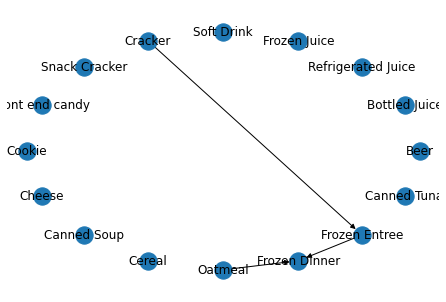 Soft Drink
Cracker
Frozen Juice
Snack Cracker
Refrigerated Juice
ont end candy
Bottled Juice
Cookie
Beer
Cheese
Canned Tuna
Canned Soup
Frozen Entree
Cereal
Frozen Dinner
Oatmeal